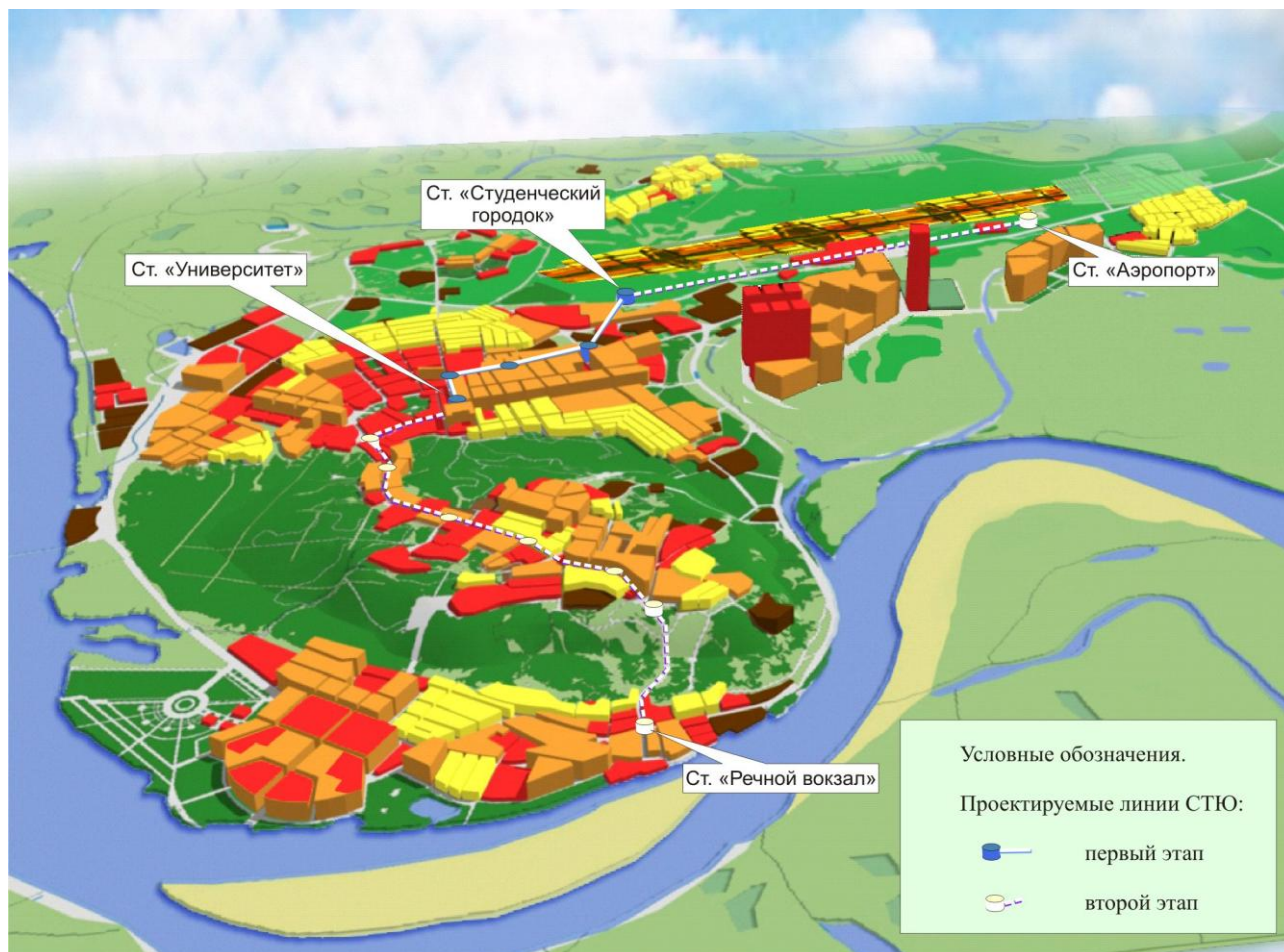 Ст. «Студенческий
городок»
Ст. «Университет»
Ст. «Аэропорт»
Ст. «Речной вокзал»
Условные обозначения.
Проектируемые линии СТЮ:
первый этап
второй этап